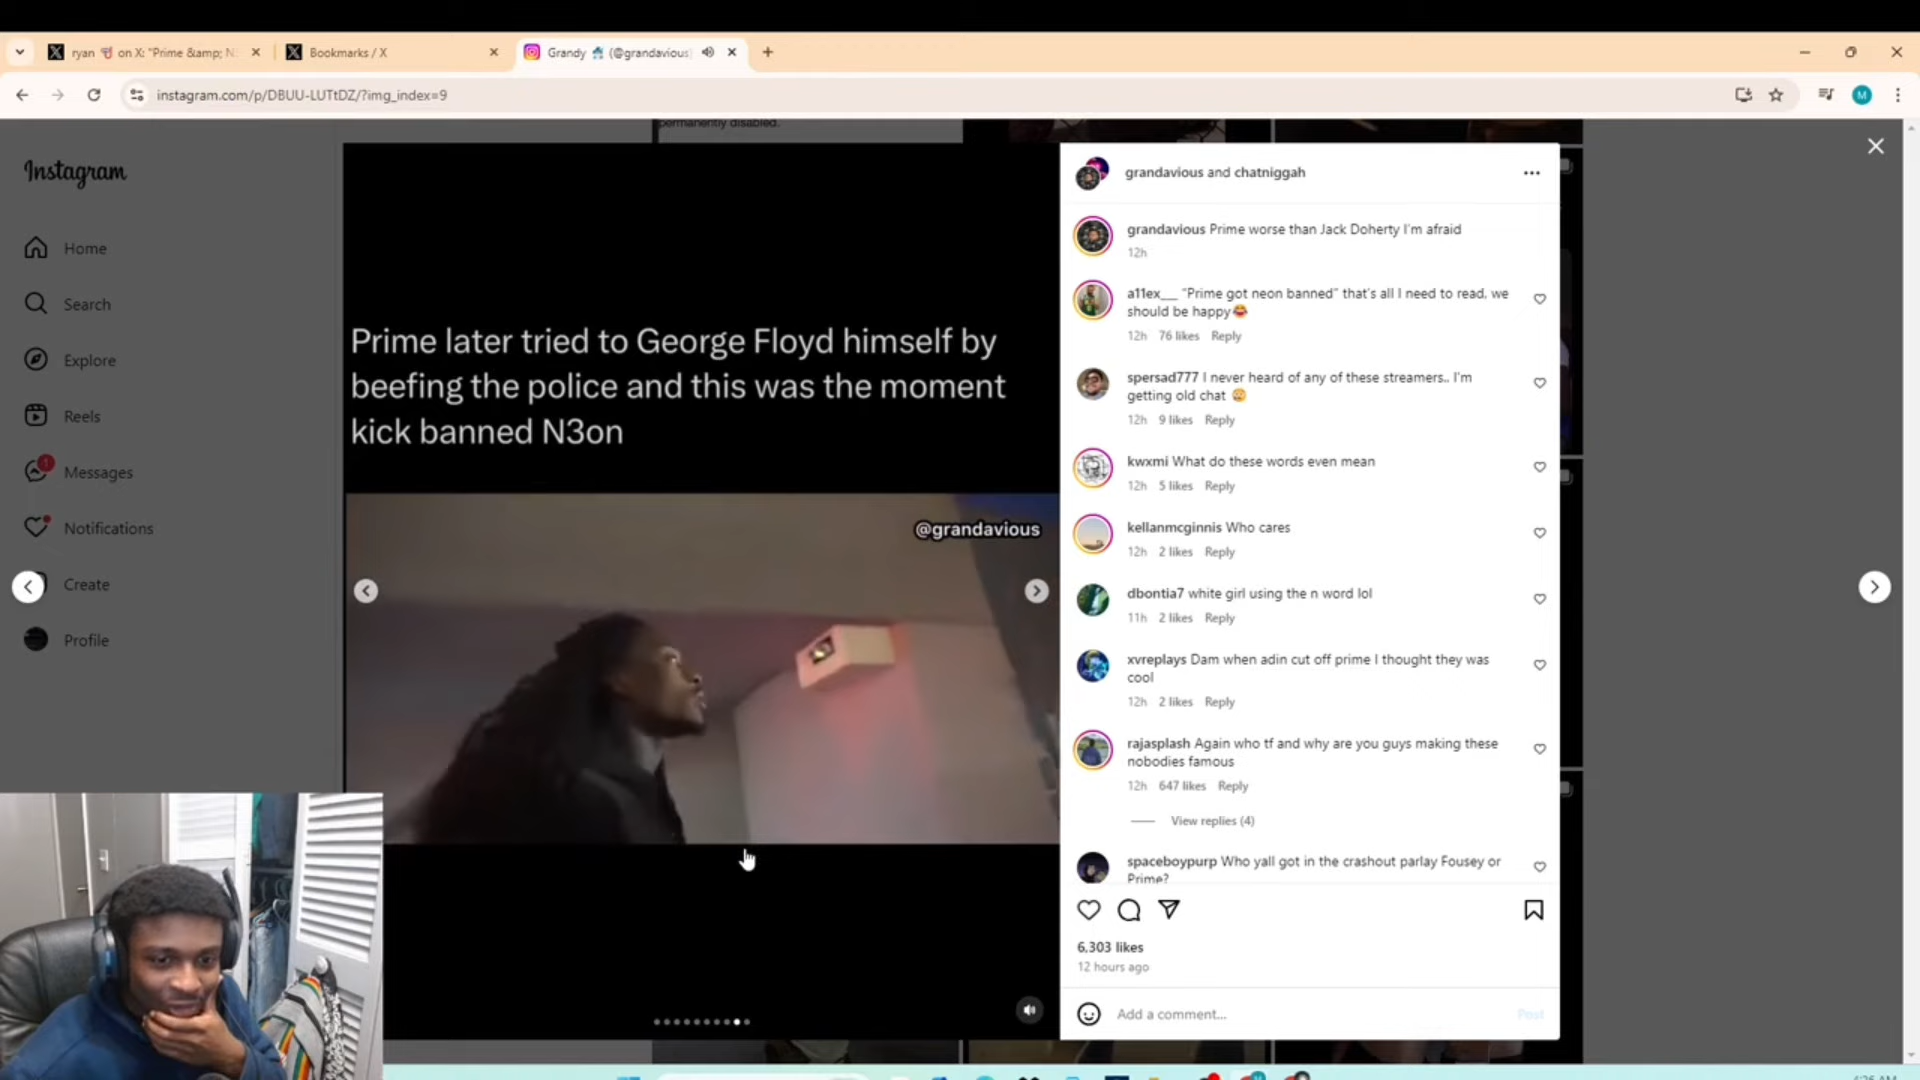 ryan on X: "Prime &amp; N
Bookmarks / X
Grandy (@grandavious)
instagram.com/p/DBUU-LUTtDZ/?img_index=9
M
permanently disabled.
Instagram
Home
Search
Explore
Reels
1
Messages
Notifications
Create
Profile
Prime later tried to George Floyd himself by
beefing the police and this was the moment
kick banned N3on
@grandavious
grandavious and chatniggah
grandavious Prime worse than Jack Doherty I'm afraid
12h
a11ex___ "Prime got neon banned" that's all I need to read, we
should be happy😂
12h 76 likes Reply
spersad777 I never heard of any of these streamers.. I'm
getting old chat
12h 9 likes Reply
kwxmi What do these words even mean
12h 5 likes Reply
kellanmcginnis Who cares
12h 2 likes Reply
dbontia7 white girl using the n word lol
11h 2 likes Reply
xvreplays Dam when adin cut off prime I thought they was
cool
12h 2 likes Reply
rajasplash Again who tf and why are you guys making these
nobodies famous
12h 647 likes Reply
View replies (4)
spaceboypurp Who yall got in the crashout parlay Fousey or
Prime?
6,303 likes
12 hours ago
Add a comment...
Post